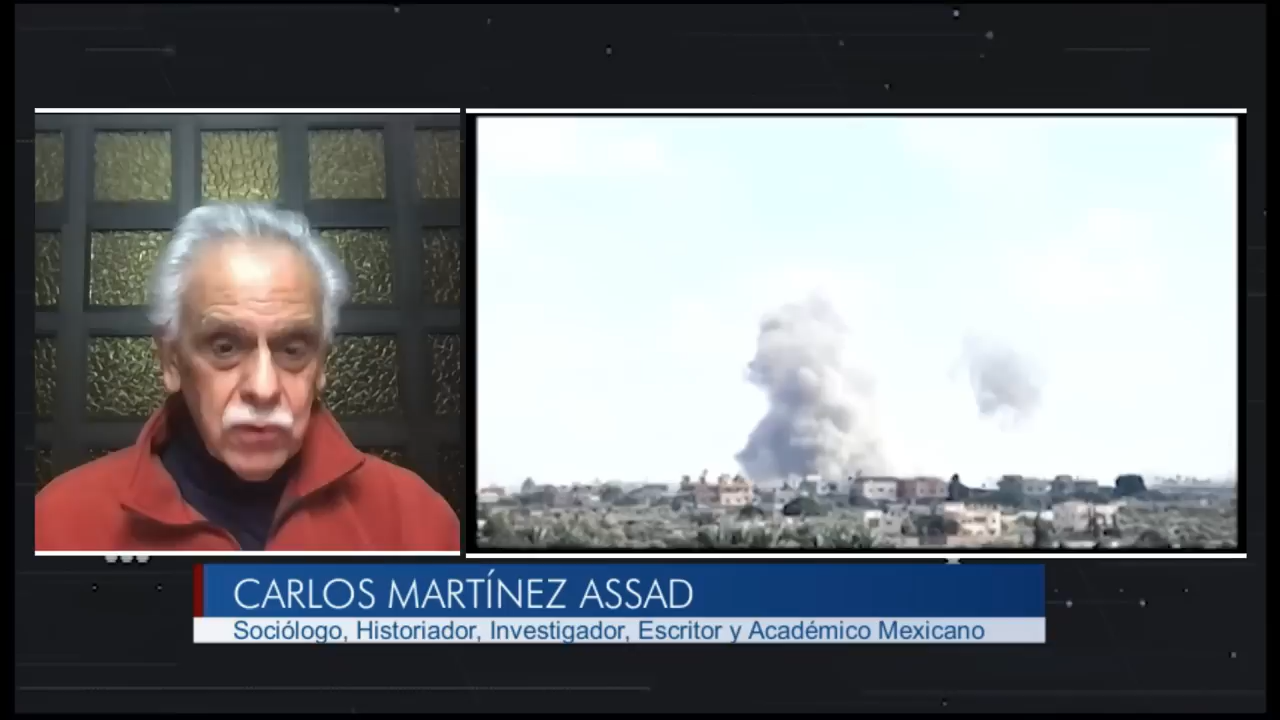 CARLOS MARTÍNEZ ASSAD
Sociólogo, Historiador, Investigador, Escritor y Académico Mexicano